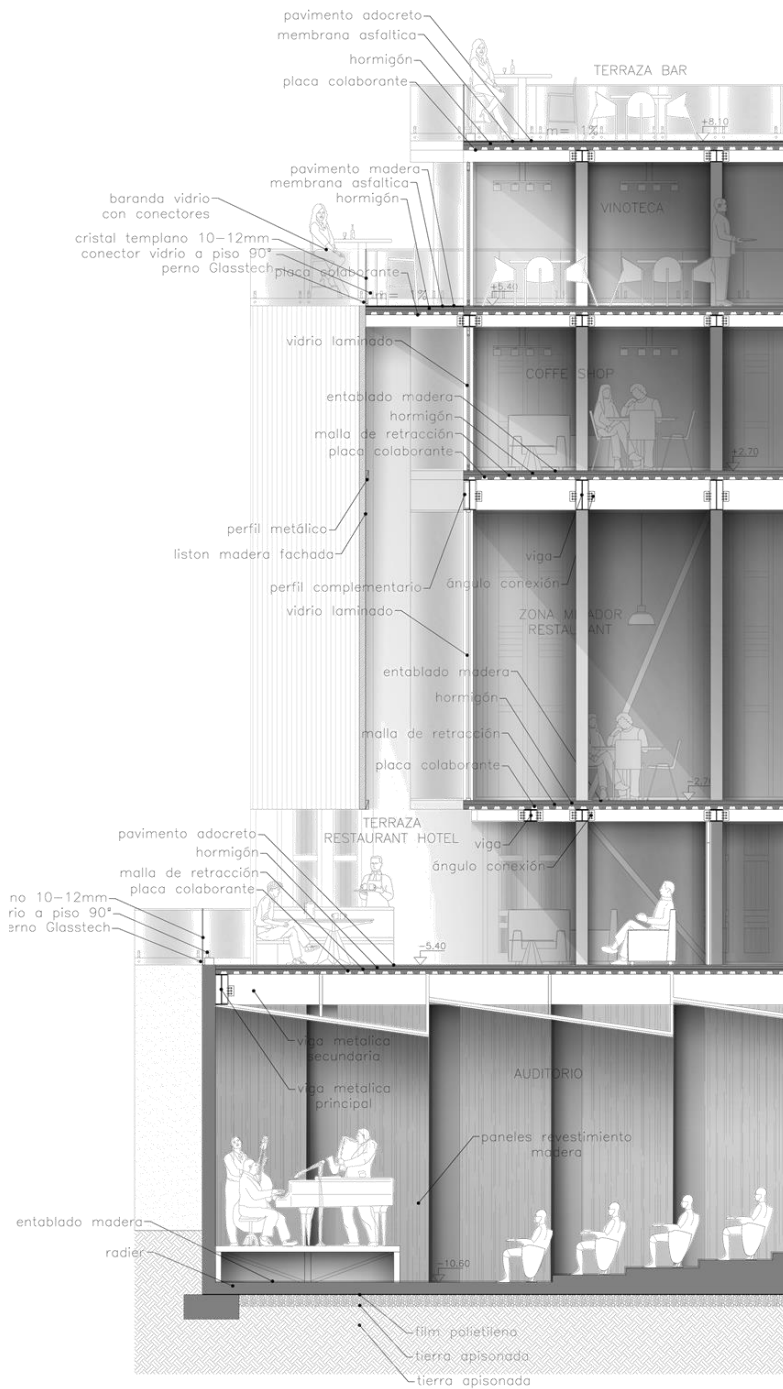 pavimento adocreto
membrana asfaltica
hormigón
placa colaborante
TERRAZA BAR
+8,10
m= 1%
pavimento madera
membrana asfaltica
hormigón
baranda vidrio
con conectores
cristal templano 10-12mm
conector vidrio a piso 90°
perno Glasstech
placa colaborante
m= 1%
VINOTECA
+5,40
vidrio laminado
COFFE SHOP
entablado madera
hormigón
malla de retracción
placa colaborante
+2,70
perfil metálico
liston madera fachada
perfil complementario
vidrio laminado
viga
ángulo conexión
ZONA MIRADOR
RESTAURANT
entablado madera
hormigón
malla de retracción
placa colaborante
-2,70
viga
ángulo conexión
TERRAZA
RESTAURANT HOTEL
pavimento adocreto
hormigón
malla de retracción
placa colaborante
no 10-12mm
rio a piso 90°
perno Glasstech
-5,40
viga metalica
secundaria
viga metalica
principal
AUDITORIO
paneles revestimiento
madera
entablado madera
radier
-10,60
film polietileno
tierra apisonada
tierra apisonada